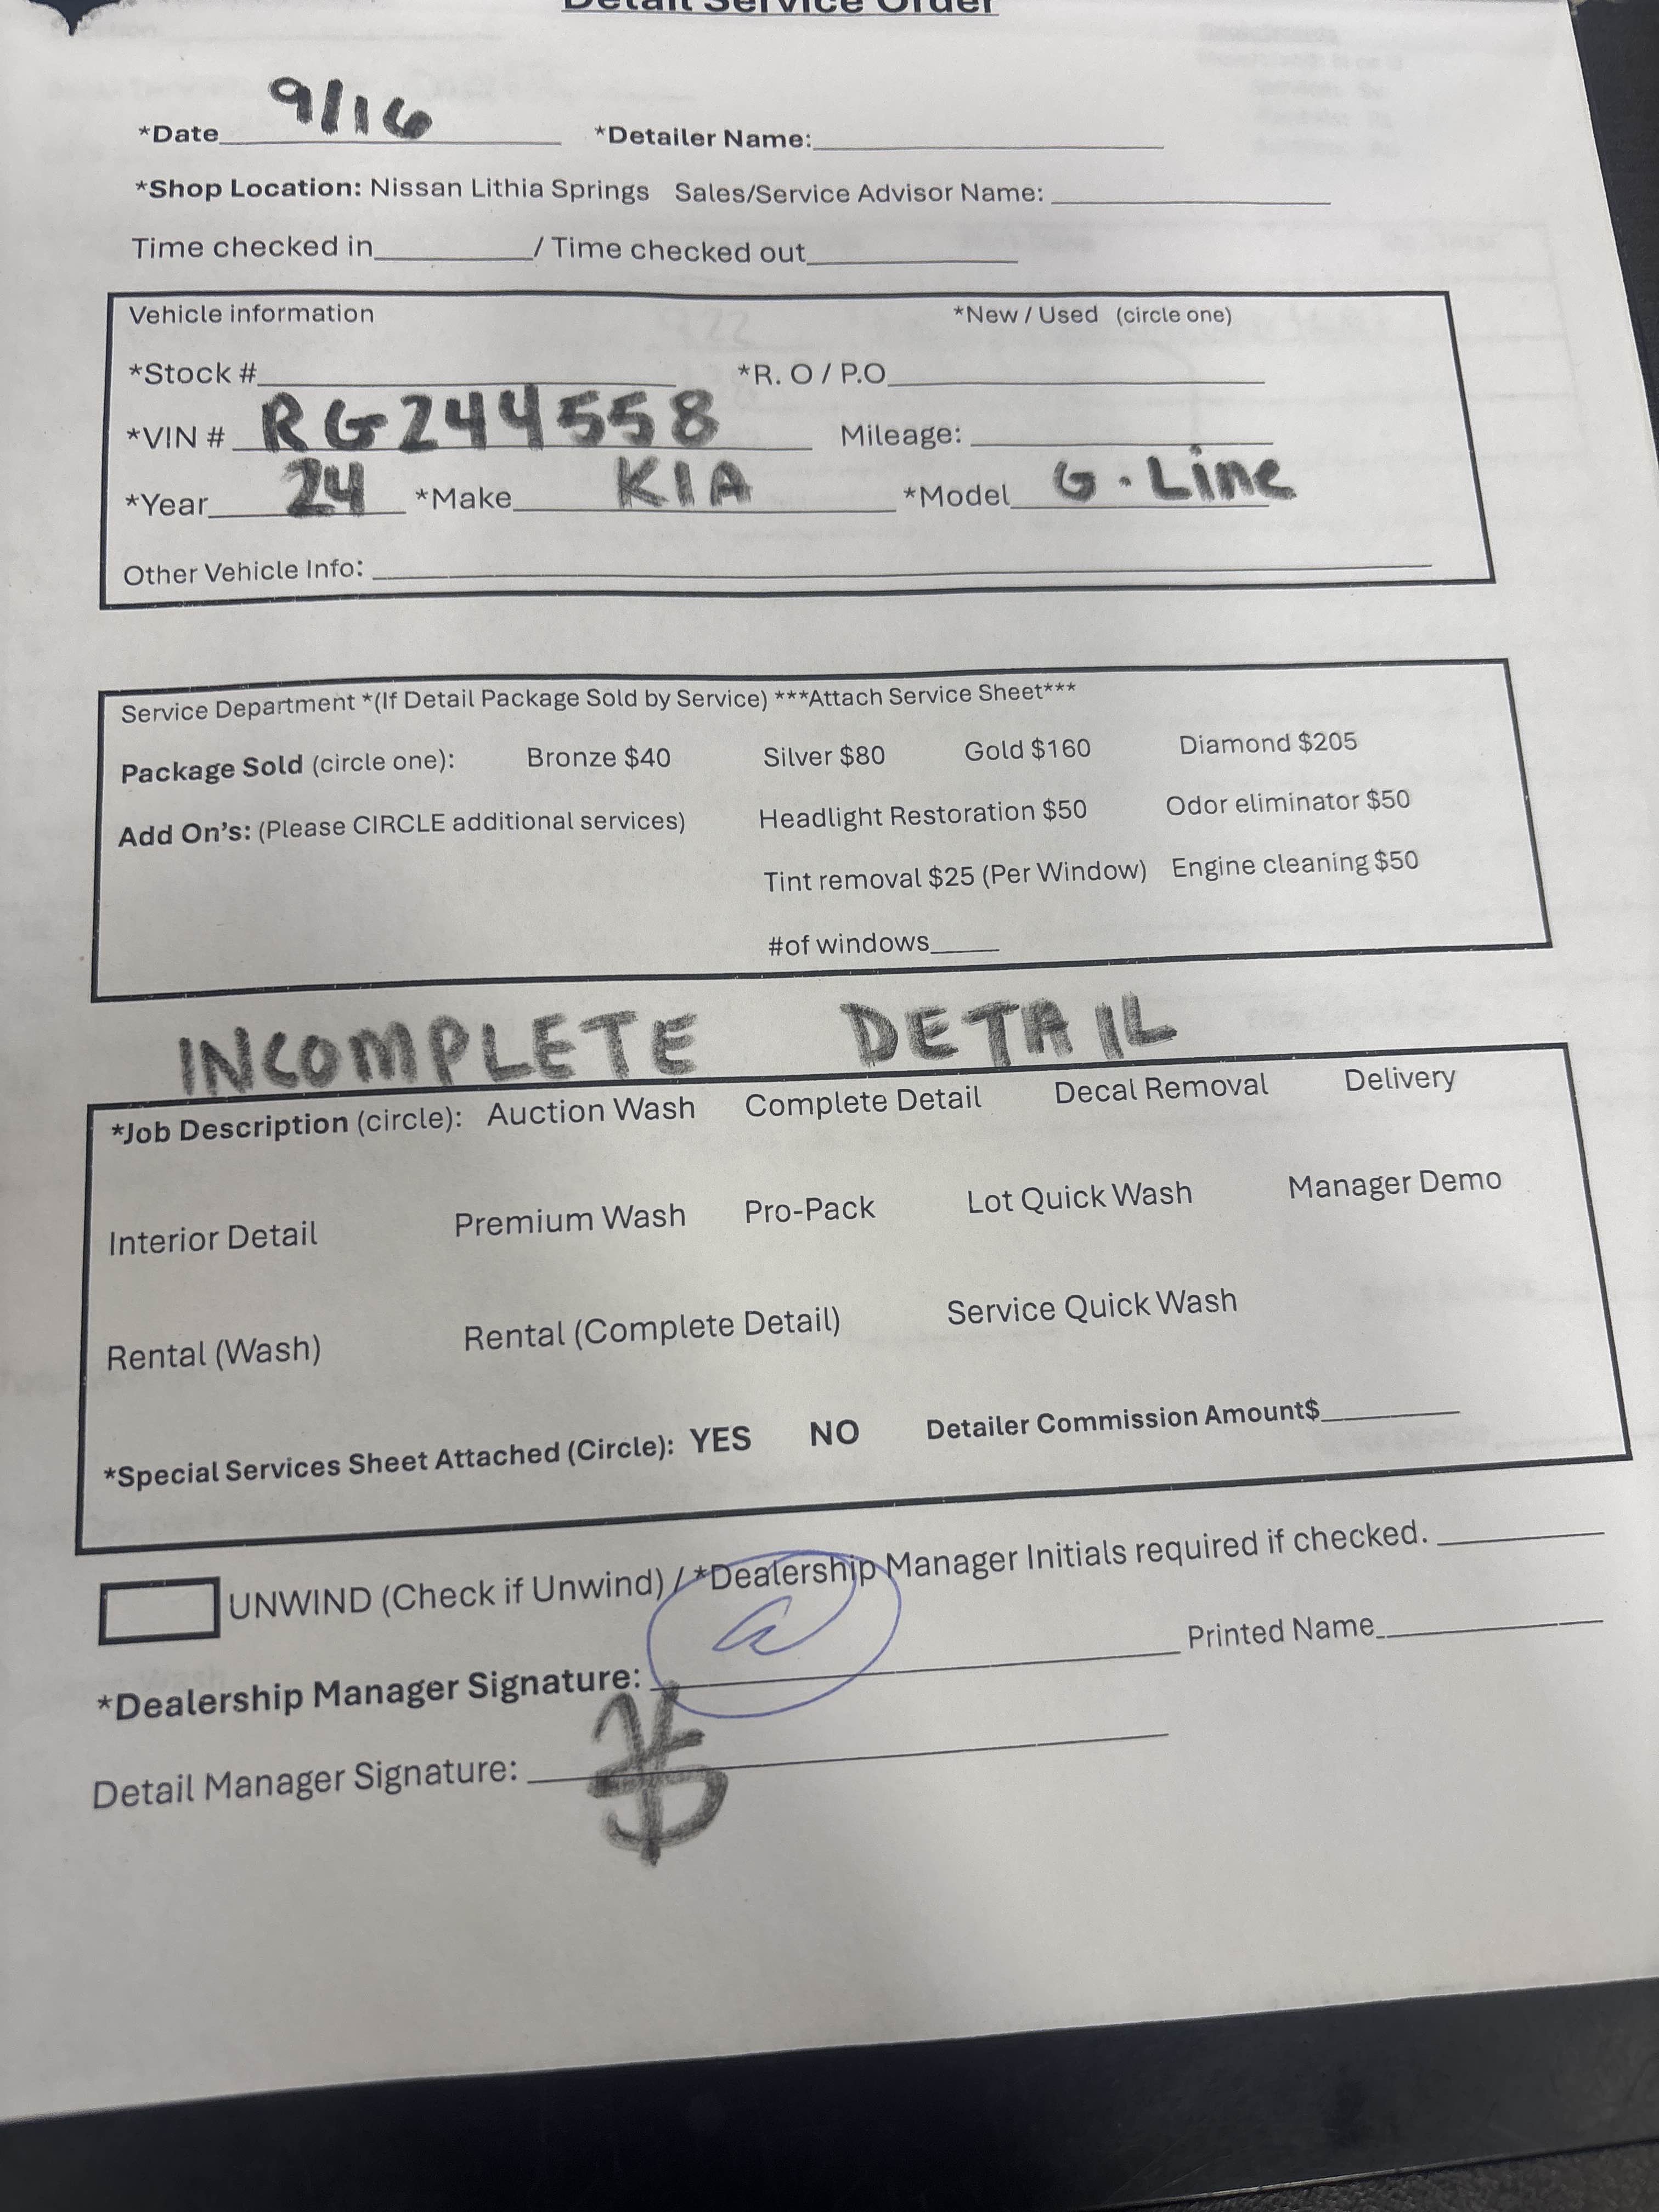 Detail Service Order
*Date 9/16 *Detailer Name:
*Shop Location: Nissan Lithia Springs Sales/Service Advisor Name:
Time checked in / Time checked out
Vehicle information *New / Used (circle one)
*Stock # *R. O / P.O
*VIN # RG244558 Mileage:
*Year 24 *Make KIA *Model G-Line
Other Vehicle Info:
Service Department *(If Detail Package Sold by Service) ***Attach Service Sheet***
Package Sold (circle one): Bronze $40 Silver $80 Gold $160 Diamond $205
Add On's: (Please CIRCLE additional services) Headlight Restoration $50 Odor eliminator $50
Tint removal $25 (Per Window) Engine cleaning $50
#of windows
INCOMPLETE DETAIL
*Job Description (circle): Auction Wash Complete Detail Decal Removal Delivery
Interior Detail Premium Wash Pro-Pack Lot Quick Wash Manager Demo
Rental (Wash) Rental (Complete Detail) Service Quick Wash
*Special Services Sheet Attached (Circle): YES NO Detailer Commission Amount$
UNWIND (Check if Unwind) / *Dealership Manager Initials required if checked.
*Dealership Manager Signature: Printed Name
Detail Manager Signature: